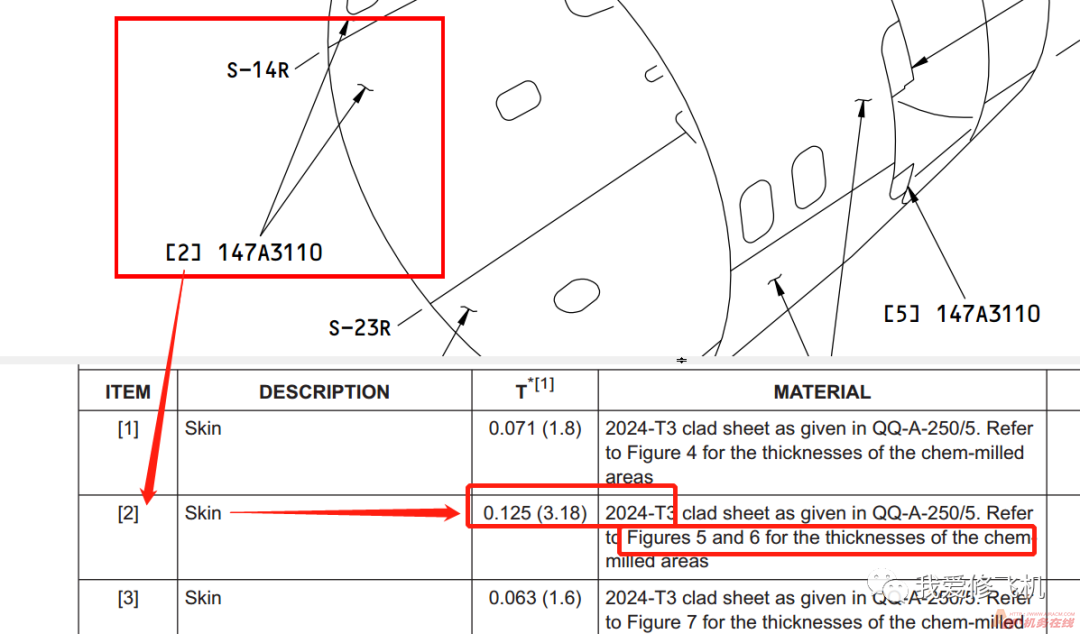 S-14R
[2] 147A3110
S-23R
[5] 147A3110
ITEM DESCRIPTION T*[1] MATERIAL
[1] Skin 0.071 (1.8) 2024-T3 clad sheet as given in QQ-A-250/5. Refer
to Figure 4 for the thicknesses of the chem-milled
areas
[2] Skin 0.125 (3.18) 2024-T3 clad sheet as given in QQ-A-250/5. Refer
to Figures 5 and 6 for the thicknesses of the chem-
milled areas
我爱修飞机
[3] Skin 0.063 (1.6) 2024-T3 clad sheet as given in QQ-A-250/5. Refer
to Figure 7 for the thicknesses of the chem-milled
机务在线